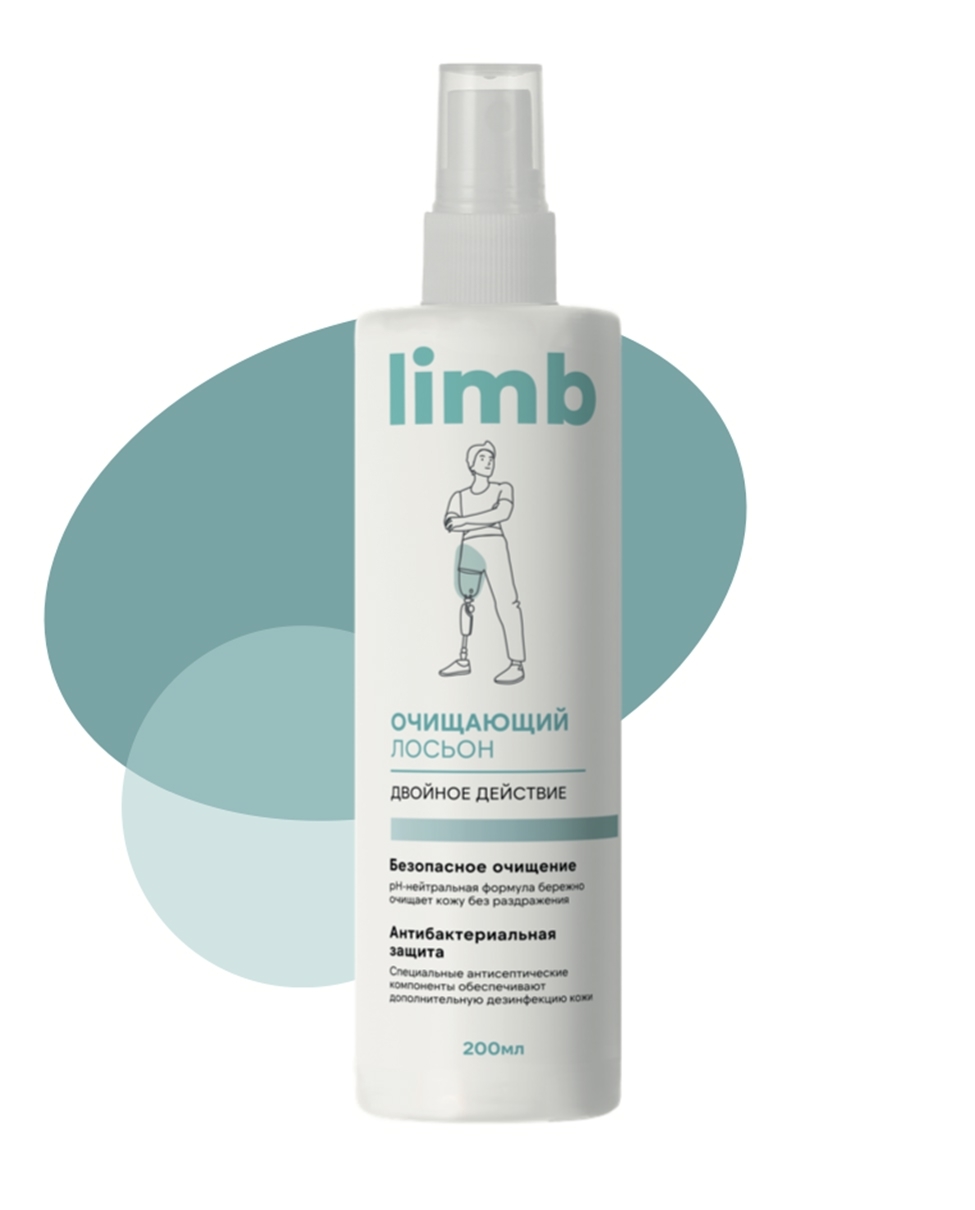 limb
ОЧИЩАЮЩИЙ
ЛОСЬОН
ДВОЙНОЕ ДЕЙСТВИЕ
Безопасное очищение
pH-нейтральная формула бережно
очищает кожу без раздражения
Антибактериальная
защита
Специальные антисептические
компоненты обеспечивают
дополнительную дезинфекцию кожи
200мл